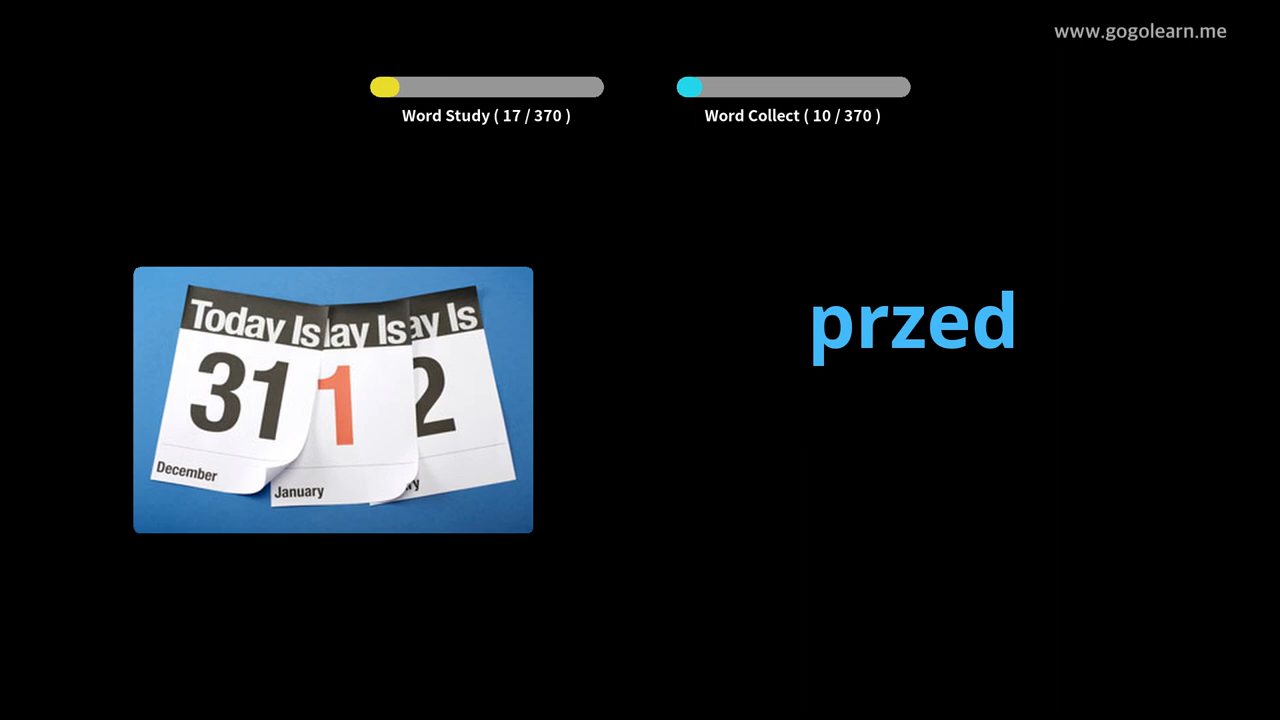 www.gogolearn.me
Word Study ( 17 / 370 )
Word Collect ( 10 / 370 )
przed
Today Is
31
December
ay Is
1
January
ay Is
2
ry